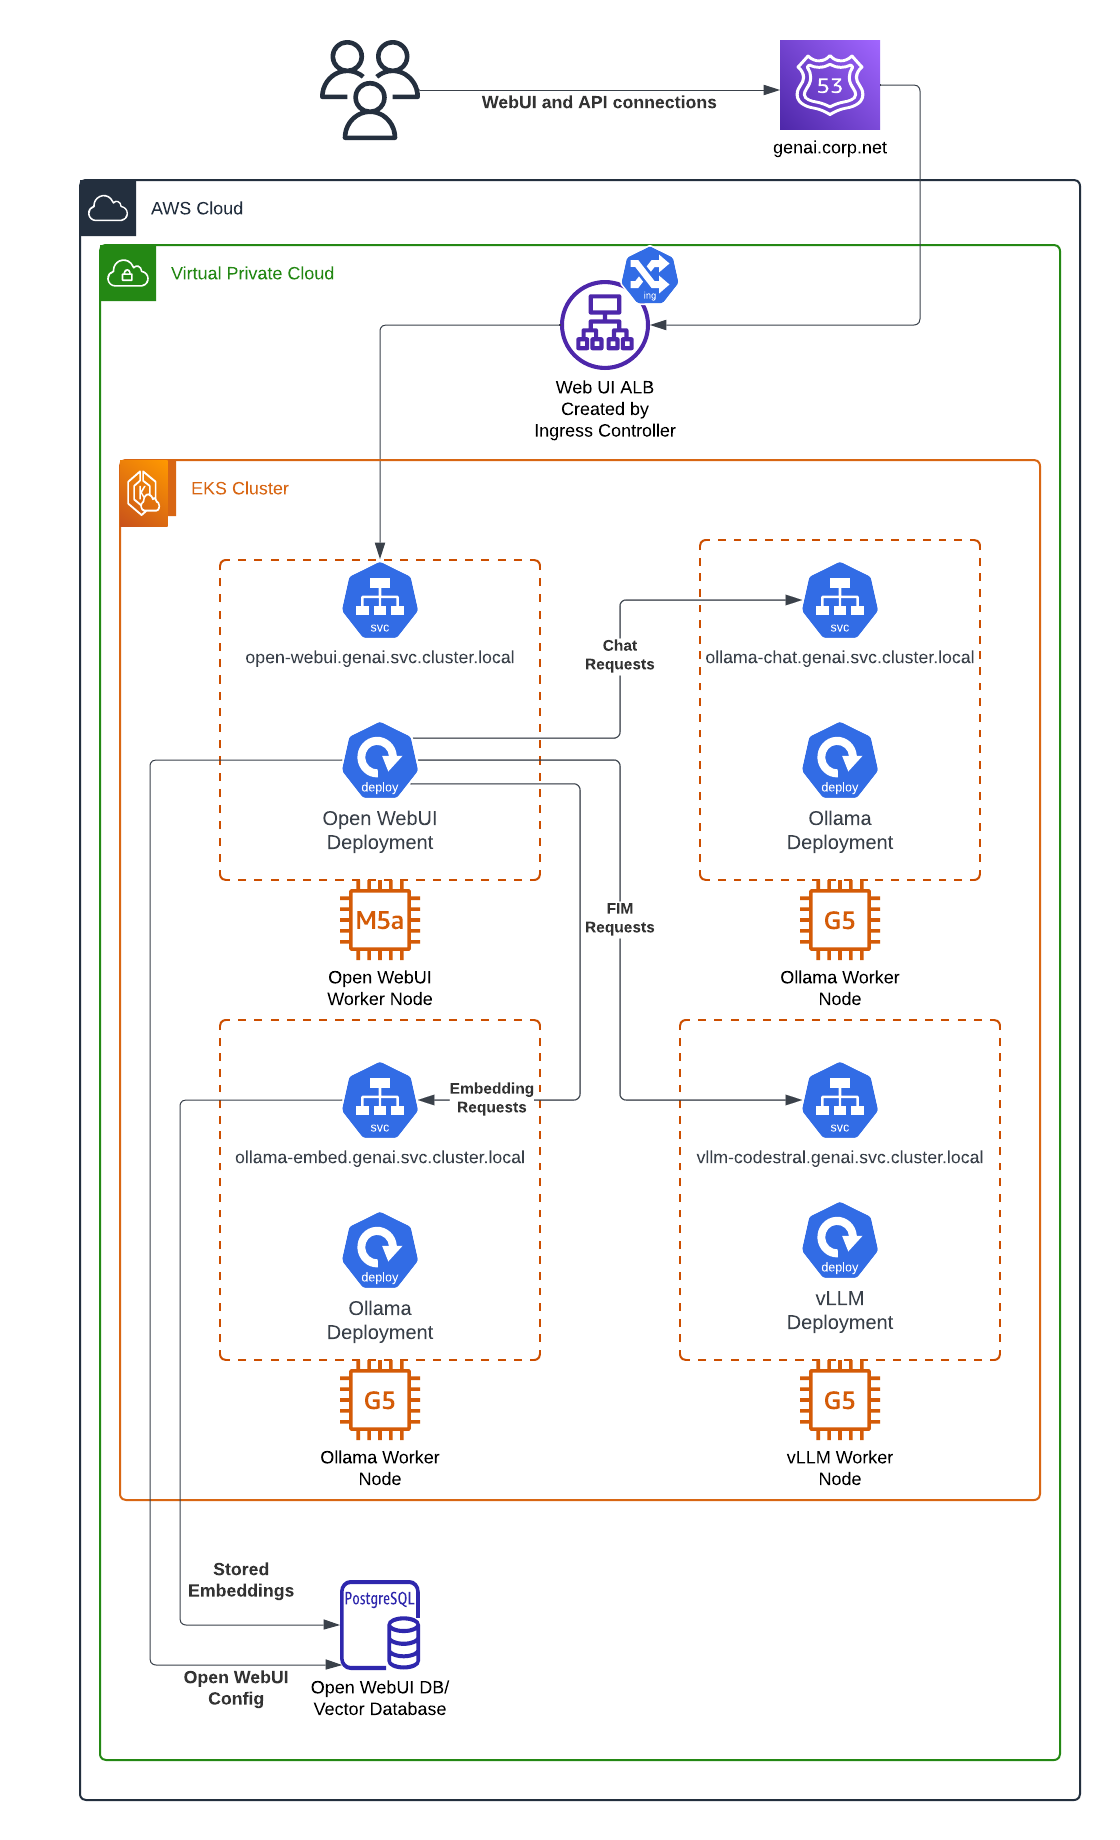 WebUI and API connections
53
genai.corp.net
AWS Cloud
Virtual Private Cloud
ing
Web UI ALB
Created by
Ingress Controller
EKS Cluster
K
svc
open-webui.genai.svc.cluster.local
svc
ollama-chat.genai.svc.cluster.local
Chat
Requests
deploy
Open WebUI
Deployment
deploy
Ollama
Deployment
M5a
Open WebUI
Worker Node
FIM
Requests
G5
Ollama Worker
Node
svc
ollama-embed.genai.svc.cluster.local
Embedding
Requests
svc
vllm-codestral.genai.svc.cluster.local
deploy
Ollama
Deployment
deploy
vLLM
Deployment
G5
Ollama Worker
Node
G5
vLLM Worker
Node
Stored
Embeddings
PostgreSQL
Open WebUI
Config
Open WebUI DB/
Vector Database